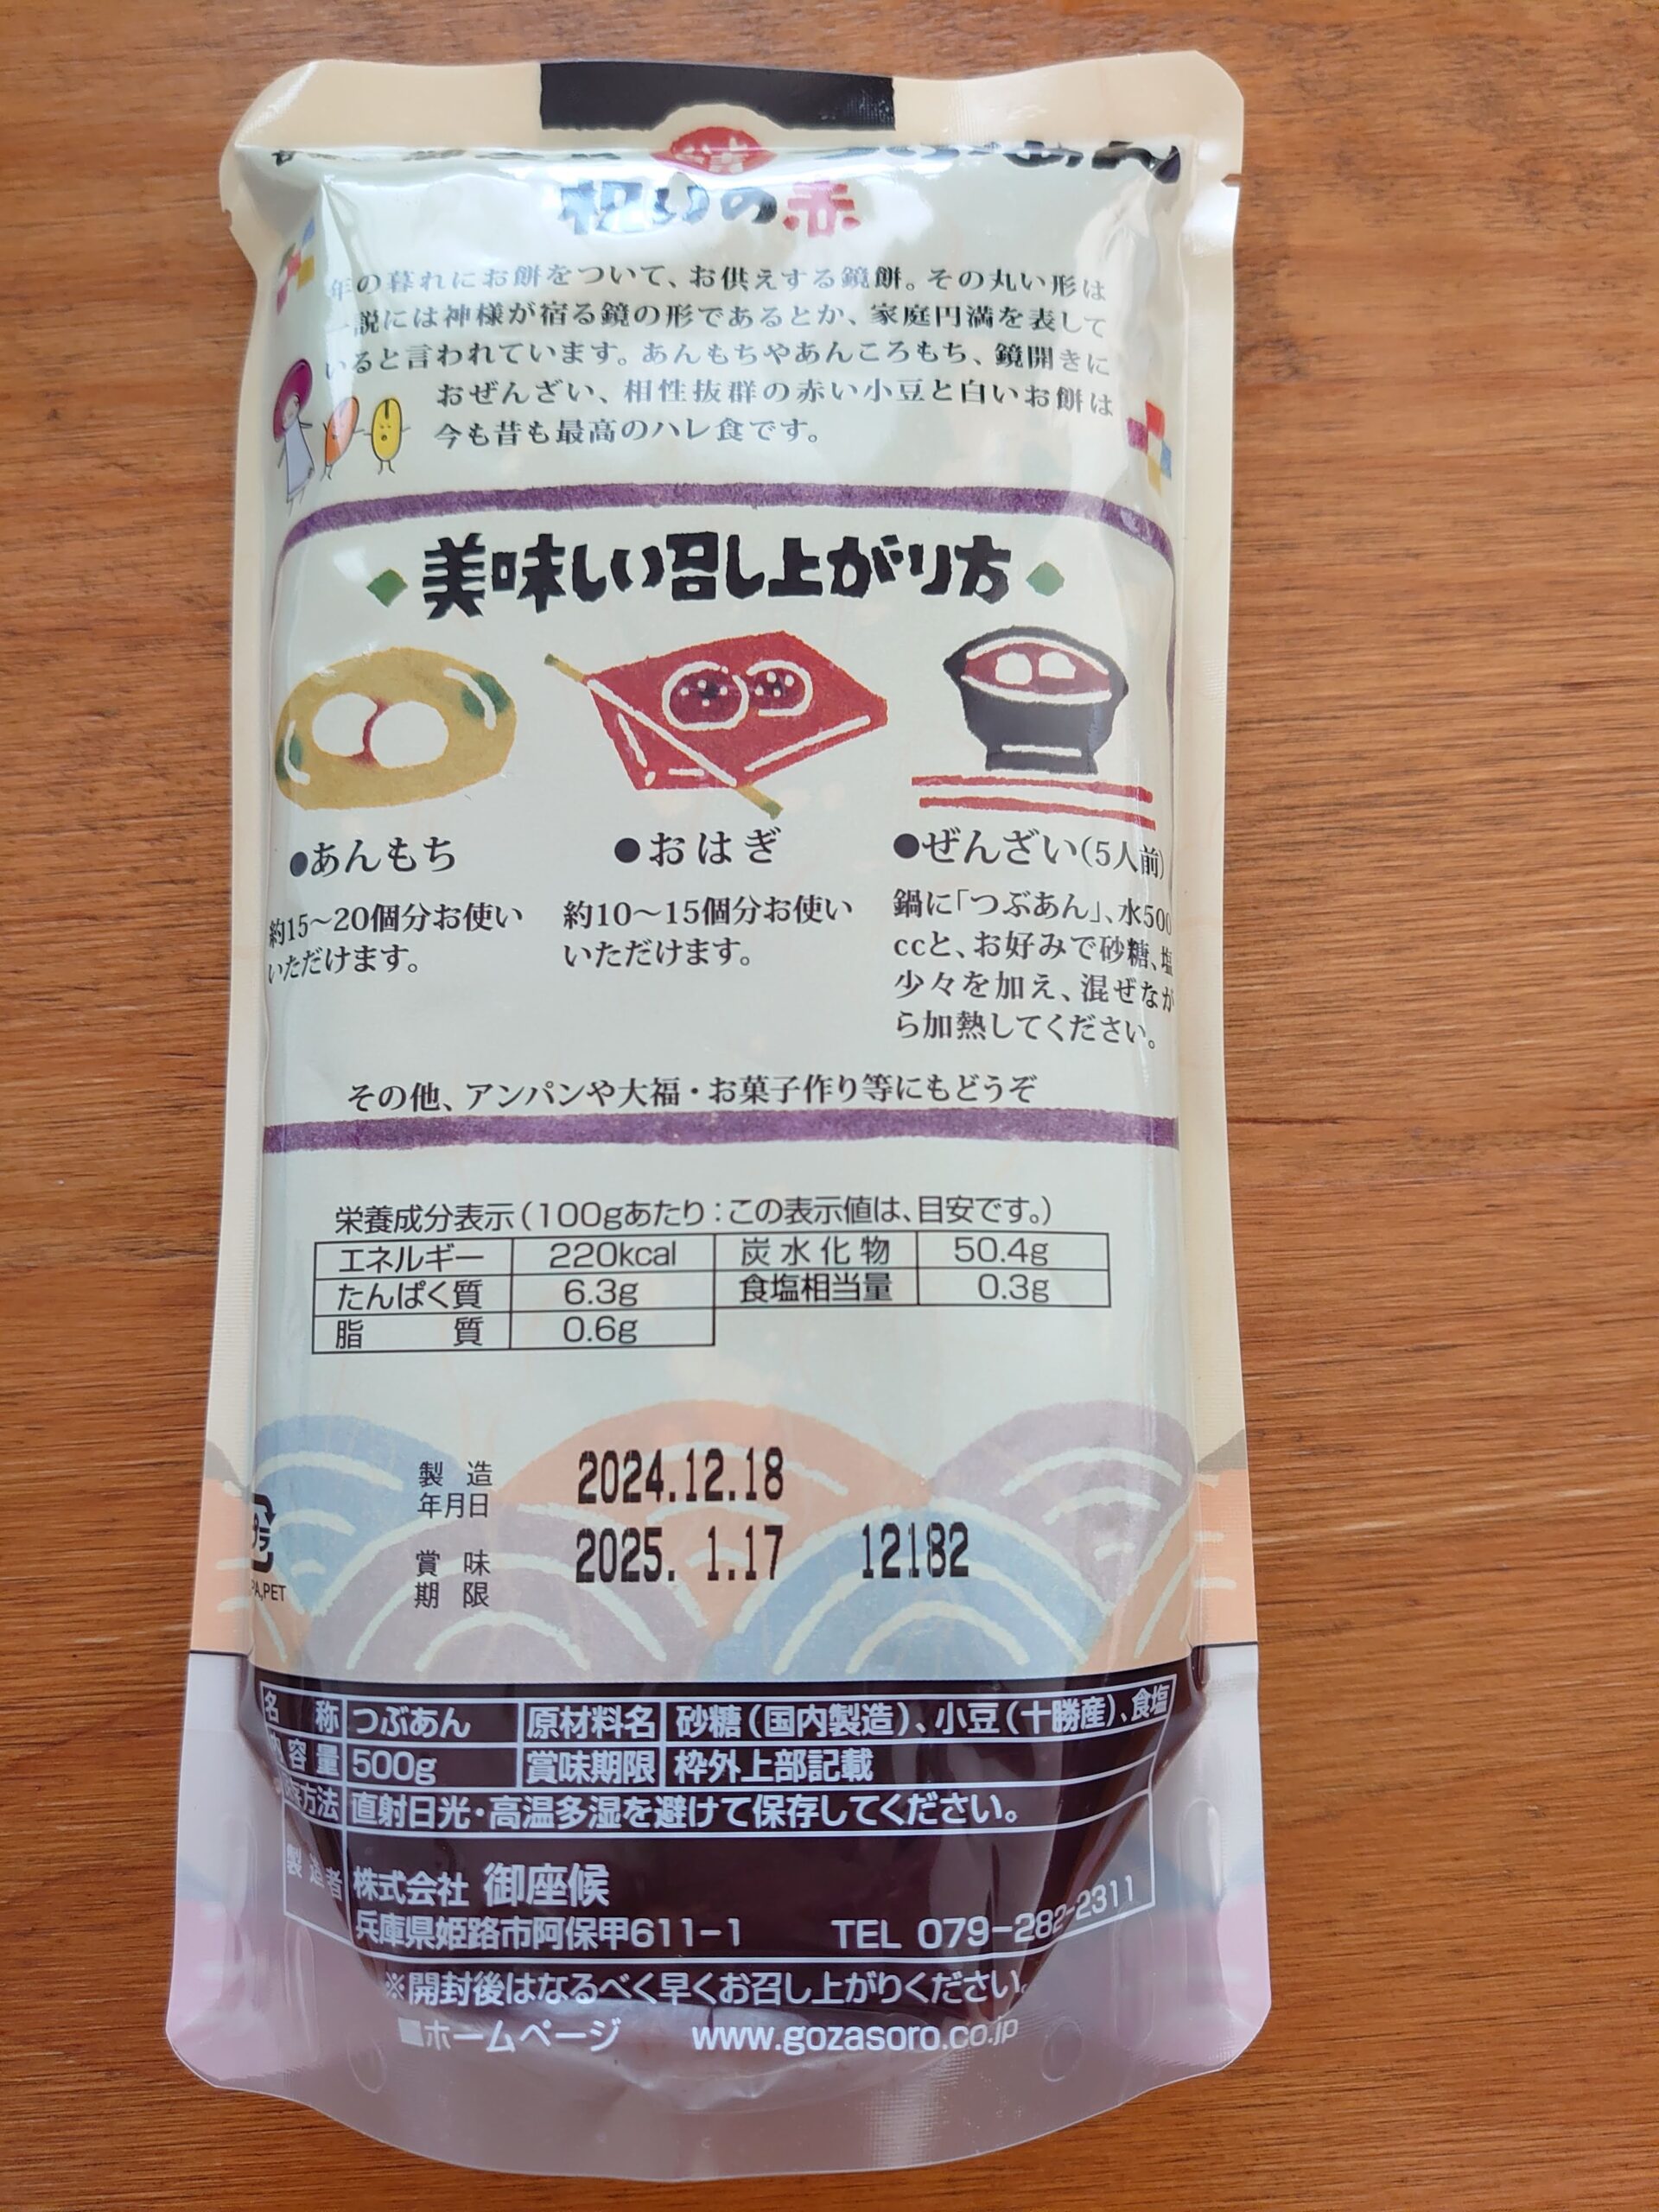 祝いの赤
年の暮れにお餅をついて、お供えする鏡餅。その丸い形は
一説には神様が宿る鏡の形であるとか、家庭円満を表して
いると言われています。あんもちやあんころもち、鏡開きに
おぜんざい、相性抜群の赤い小豆と白いお餅は
今も昔も最高のハレ食です。
美味しい召し上がり方
●あんもち
約15〜20個分お使い
いただけます。
●おはぎ
約10〜15個分お使い
いただけます。
●ぜんざい(5人前)
鍋に「つぶあん」、水500
ccと、お好みで砂糖、塩
少々を加え、混ぜなが
ら加熱してください。
その他、アンパンや大福・お菓子作り等にもどうぞ
栄養成分表示(100gあたり:この表示値は、目安です。)
エネルギー 220kcal 炭水化物 50.4g
たんぱく質 6.3g 食塩相当量 0.3g
脂質 0.6g
製造
年月日
2024.12.18
賞味
期限
2025. 1.17 12182
PA,PET
名称 つぶあん 原材料名 砂糖(国内製造)、小豆(十勝産)、食塩
容量 500g 賞味期限 枠外上部記載
方法 直射日光・高温多湿を避けて保存してください。
製造者 株式会社 御座候
兵庫県姫路市阿保甲611-1 TEL 079-282-2311
※開封後はなるべく早くお召し上がりください。
■ホームページ www.gozasoro.co.jp